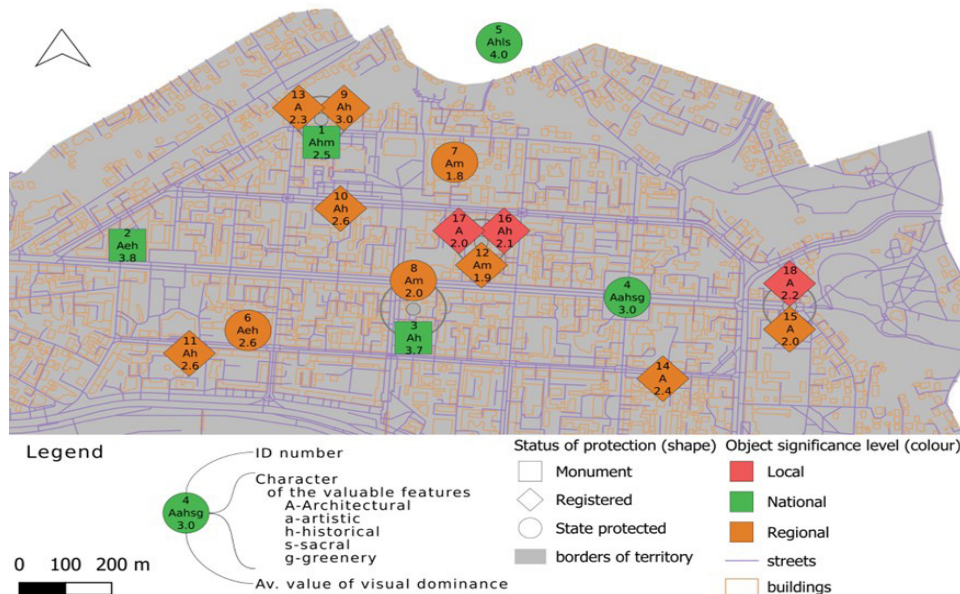 5
Ahls
4.0
13
A
2.3
9
Ah
3.0
1
Ahm
2.5
7
Am
1.8
10
Ah
2.6
17
A
2.0
16
Ah
2.1
2
Aeh
3.8
12
Am
1.9
8
Am
2.0
4
Aahsg
3.0
18
A
2.2
6
Aeh
2.6
3
Ah
3.7
15
A
2.0
11
Ah
2.6
14
A
2.4
Legend
ID number
Character
of the valuable features
A-Architectural
a-artistic
h-historical
s-sacral
g-greenery
4
Aahsg
3.0
Av. value of visual dominance
0 100 200 m
Status of protection (shape)
Monument
Registered
State protected
borders of territory
Object significance level (colour)
Local
National
Regional
streets
buildings